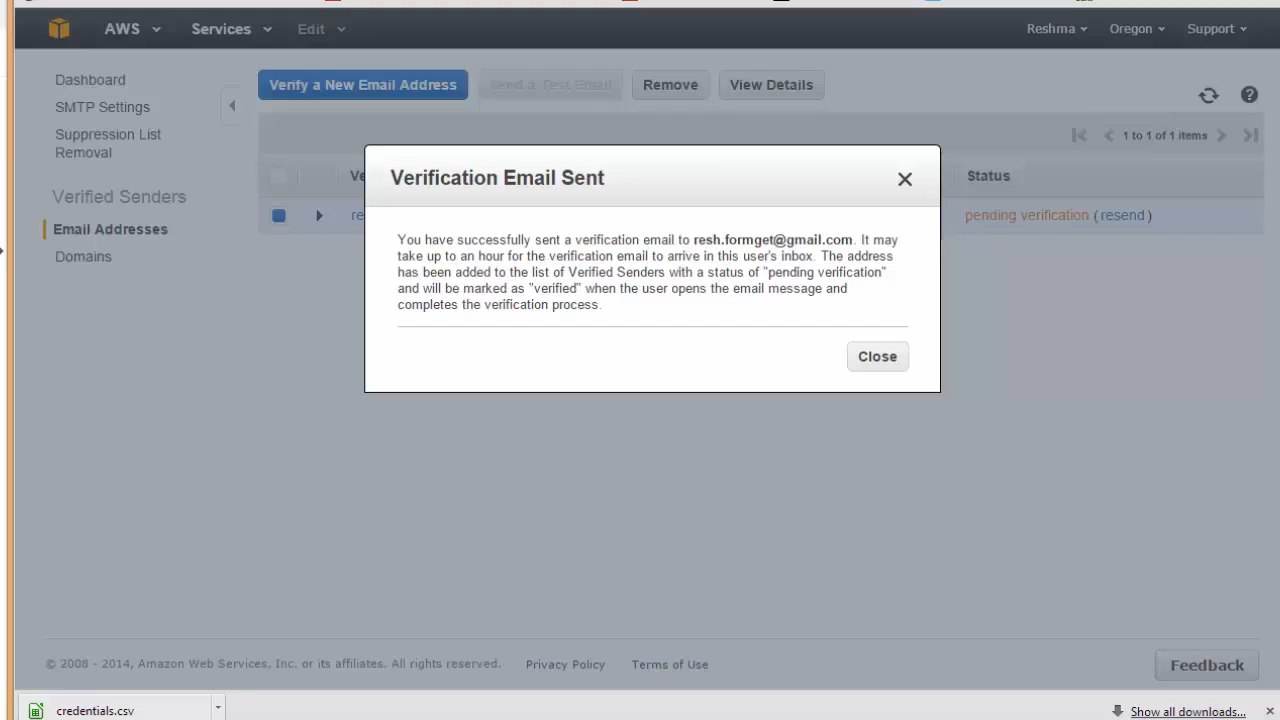 AWS Services Edit Reshma Oregon Support
Dashboard
SMTP Settings
Suppression List
Removal
Verified Senders
Email Addresses
Domains
Verify a New Email Address Send a Test Email Remove View Details
1 to 1 of 1 items
Ve Status
re pending verification (resend)
Verification Email Sent
You have successfully sent a verification email to resh.formget@gmail.com. It may
take up to an hour for the verification email to arrive in this user's inbox. The address
has been added to the list of Verified Senders with a status of "pending verification"
and will be marked as "verified" when the user opens the email message and
completes the verification process.
Close
© 2008 - 2014, Amazon Web Services, Inc. or its affiliates. All rights reserved. Privacy Policy Terms of Use Feedback
credentials.csv Show all downloads...